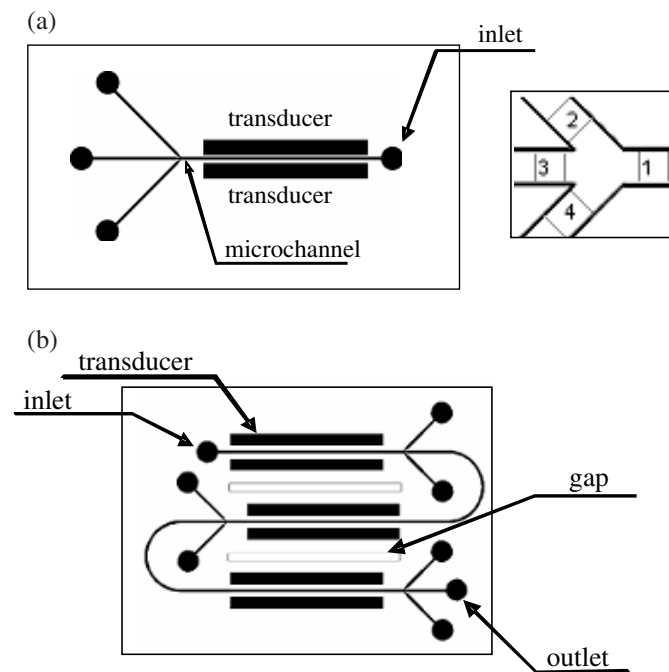 (a)
inlet
transducer
transducer
microchannel
2
3
1
4
(b)
transducer
inlet
gap
outlet